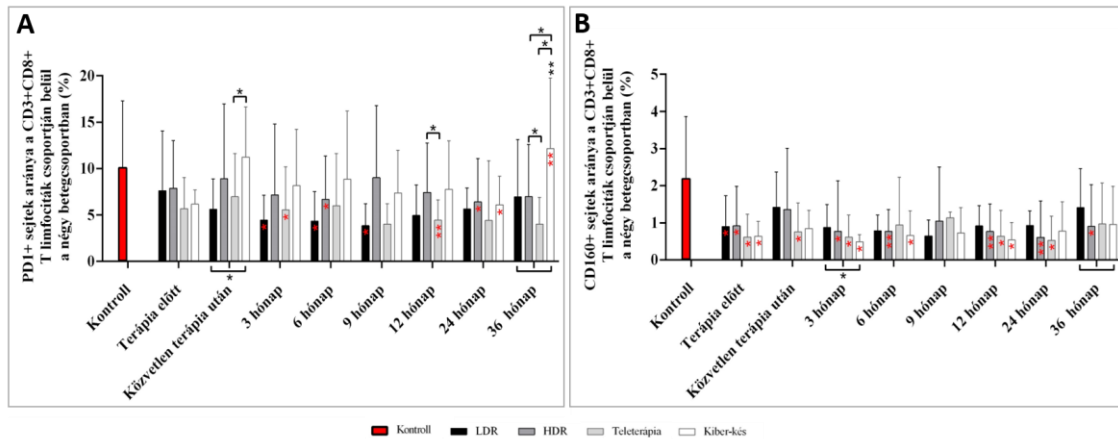 A
PD1+ sejtek aránya a CD3+CD8+
T limfociták csoportján belül
a négy betegcsoportban (%)
20
15
10
5
0
*
*
*
*
*
**
*
*
*
*
*
**
*
*
*
**
*
Kontroll
Terápia előtt
Közvetlen terápia után
3 hónap
6 hónap
9 hónap
12 hónap
24 hónap
36 hónap
B
CD160+ sejtek aránya a CD3+CD8+
T limfociták csoportján belül
a négy betegcsoportban (%)
5
4
3
2
1
0
*
*
*
*
*
*
*
*
**
*
**
*
*
**
*
*
*
Kontroll
Terápia előtt
Közvetlen terápia után
3 hónap
6 hónap
9 hónap
12 hónap
24 hónap
36 hónap
Kontroll LDR HDR Teleterápia Kiber-kés